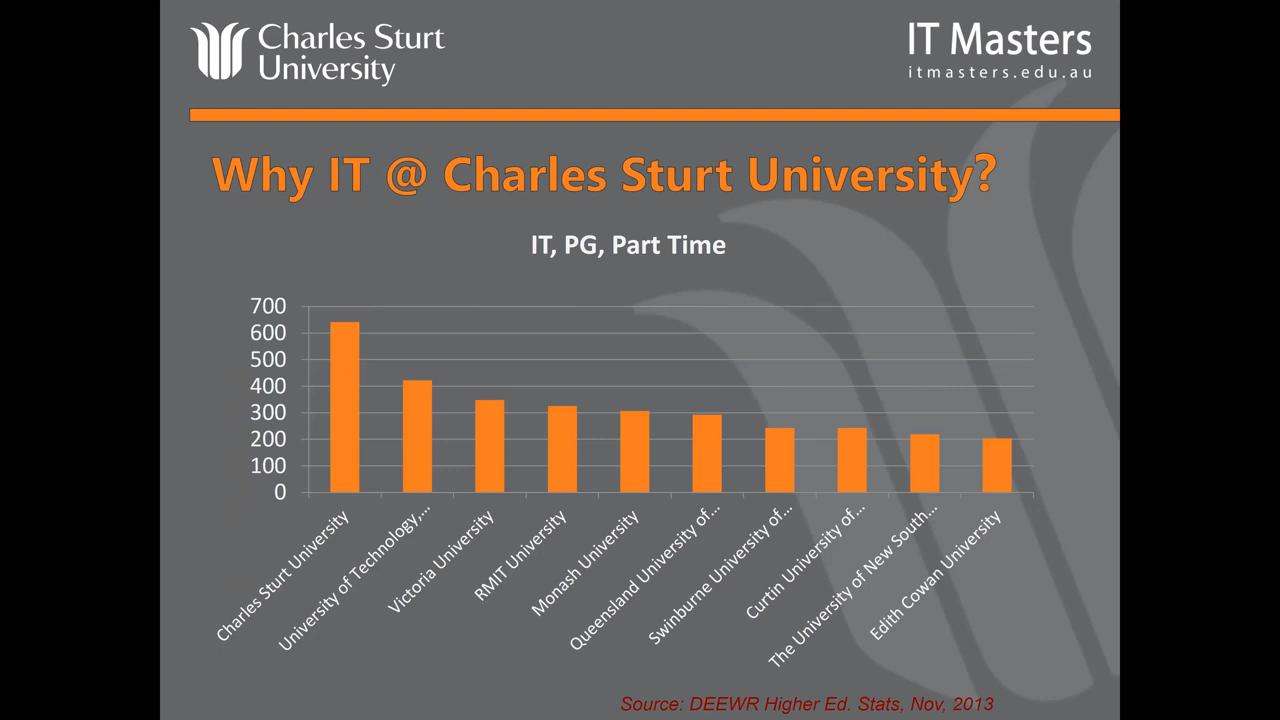 Charles Sturt
University
IT Masters
itmasters.edu.au
Why IT @ Charles Sturt University?
IT, PG, Part Time
700
600
500
400
300
200
100
0
Charles Sturt University
University of Technology,...
Victoria University
RMIT University
Monash University
Queensland University of...
Swinburne University of...
Curtin University of...
The University of New South...
Edith Cowan University
Source: DEEWR Higher Ed. Stats, Nov, 2013